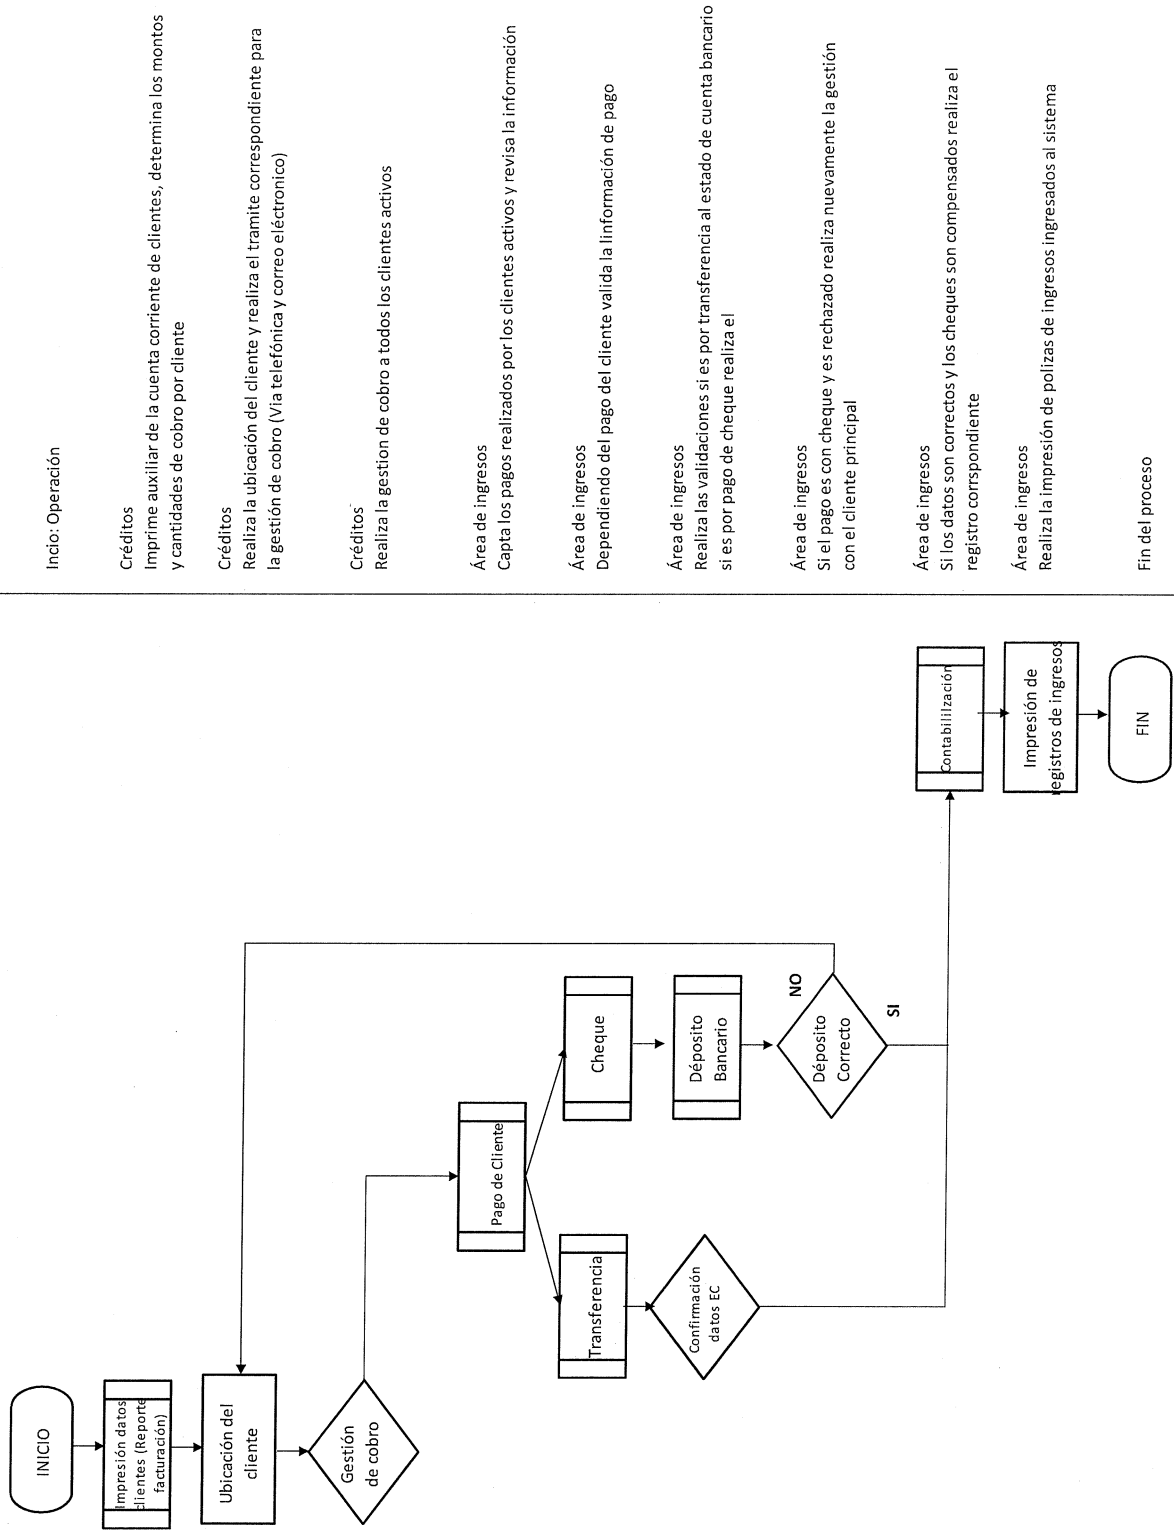 INICIO
Impresión datos
clientes (Reporte
facturación)
Ubicación del
cliente
Gestión
de cobro
Pago de Cliente
Transferencia
Cheque
Confirmación
datos EC
Déposito
Bancario
Déposito
Correcto
NO
SI
Contabililzación
Impresión de
registros de ingresos
FIN
Incio: Operación
Créditos
Imprime auxiliar de la cuenta corriente de clientes, determina los montos
y cantidades de cobro por cliente
Créditos
Realiza la ubicación del cliente y realiza el tramite correspondiente para
la gestión de cobro (Via telefónica y correo eléctronico)
Créditos
Realiza la gestion de cobro a todos los clientes activos
Área de ingresos
Capta los pagos realizados por los clientes activos y revisa la información
Área de ingresos
Dependiendo del pago del cliente valida la linformación de pago
Área de ingresos
Realiza las validaciones si es por transferencia al estado de cuenta bancario
si es por pago de cheque realiza el
Área de ingresos
Si el pago es con cheque y es rechazado realiza nuevamente la gestión
con el cliente principal
Área de ingresos
Si los datos son correctos y los cheques son compensados realiza el
registro corrspondiente
Área de ingresos
Realiza la impresión de polizas de ingresos ingresados al sistema
Fin del proceso